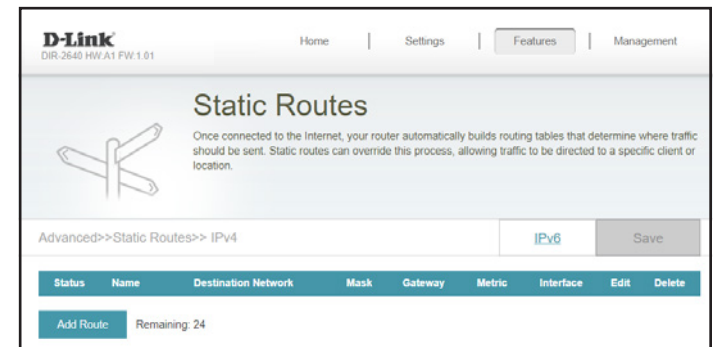 D-Link
DIR-2640 HW:A1 FW:1.01
Home | Settings | Features | Management
Static Routes
Once connected to the Internet, your router automatically builds routing tables that determine where traffic
should be sent. Static routes can override this process, allowing traffic to be directed to a specific client or
location.
Advanced>>Static Routes>> IPv4 IPv6 Save
Status Name Destination Network Mask Gateway Metric Interface Edit Delete
Add Route Remaining: 24